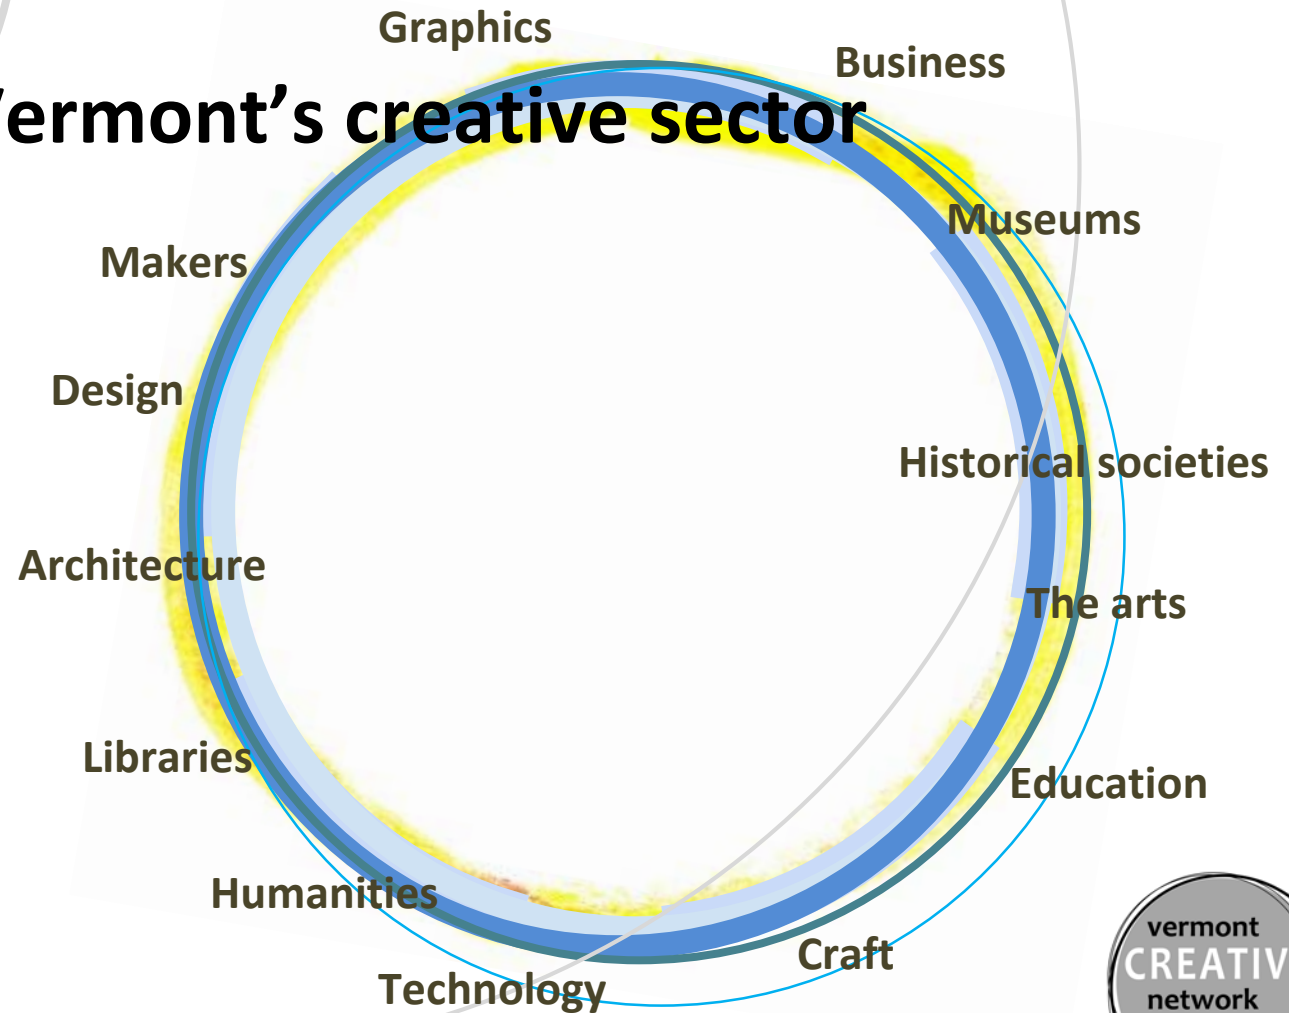 Graphics
Business
Vermont’s creative sector
Museums
Makers
Design
Historical societies
Architecture
The arts
Libraries
Education
Humanities
Craft
Technology
vermont
CREATIV
network